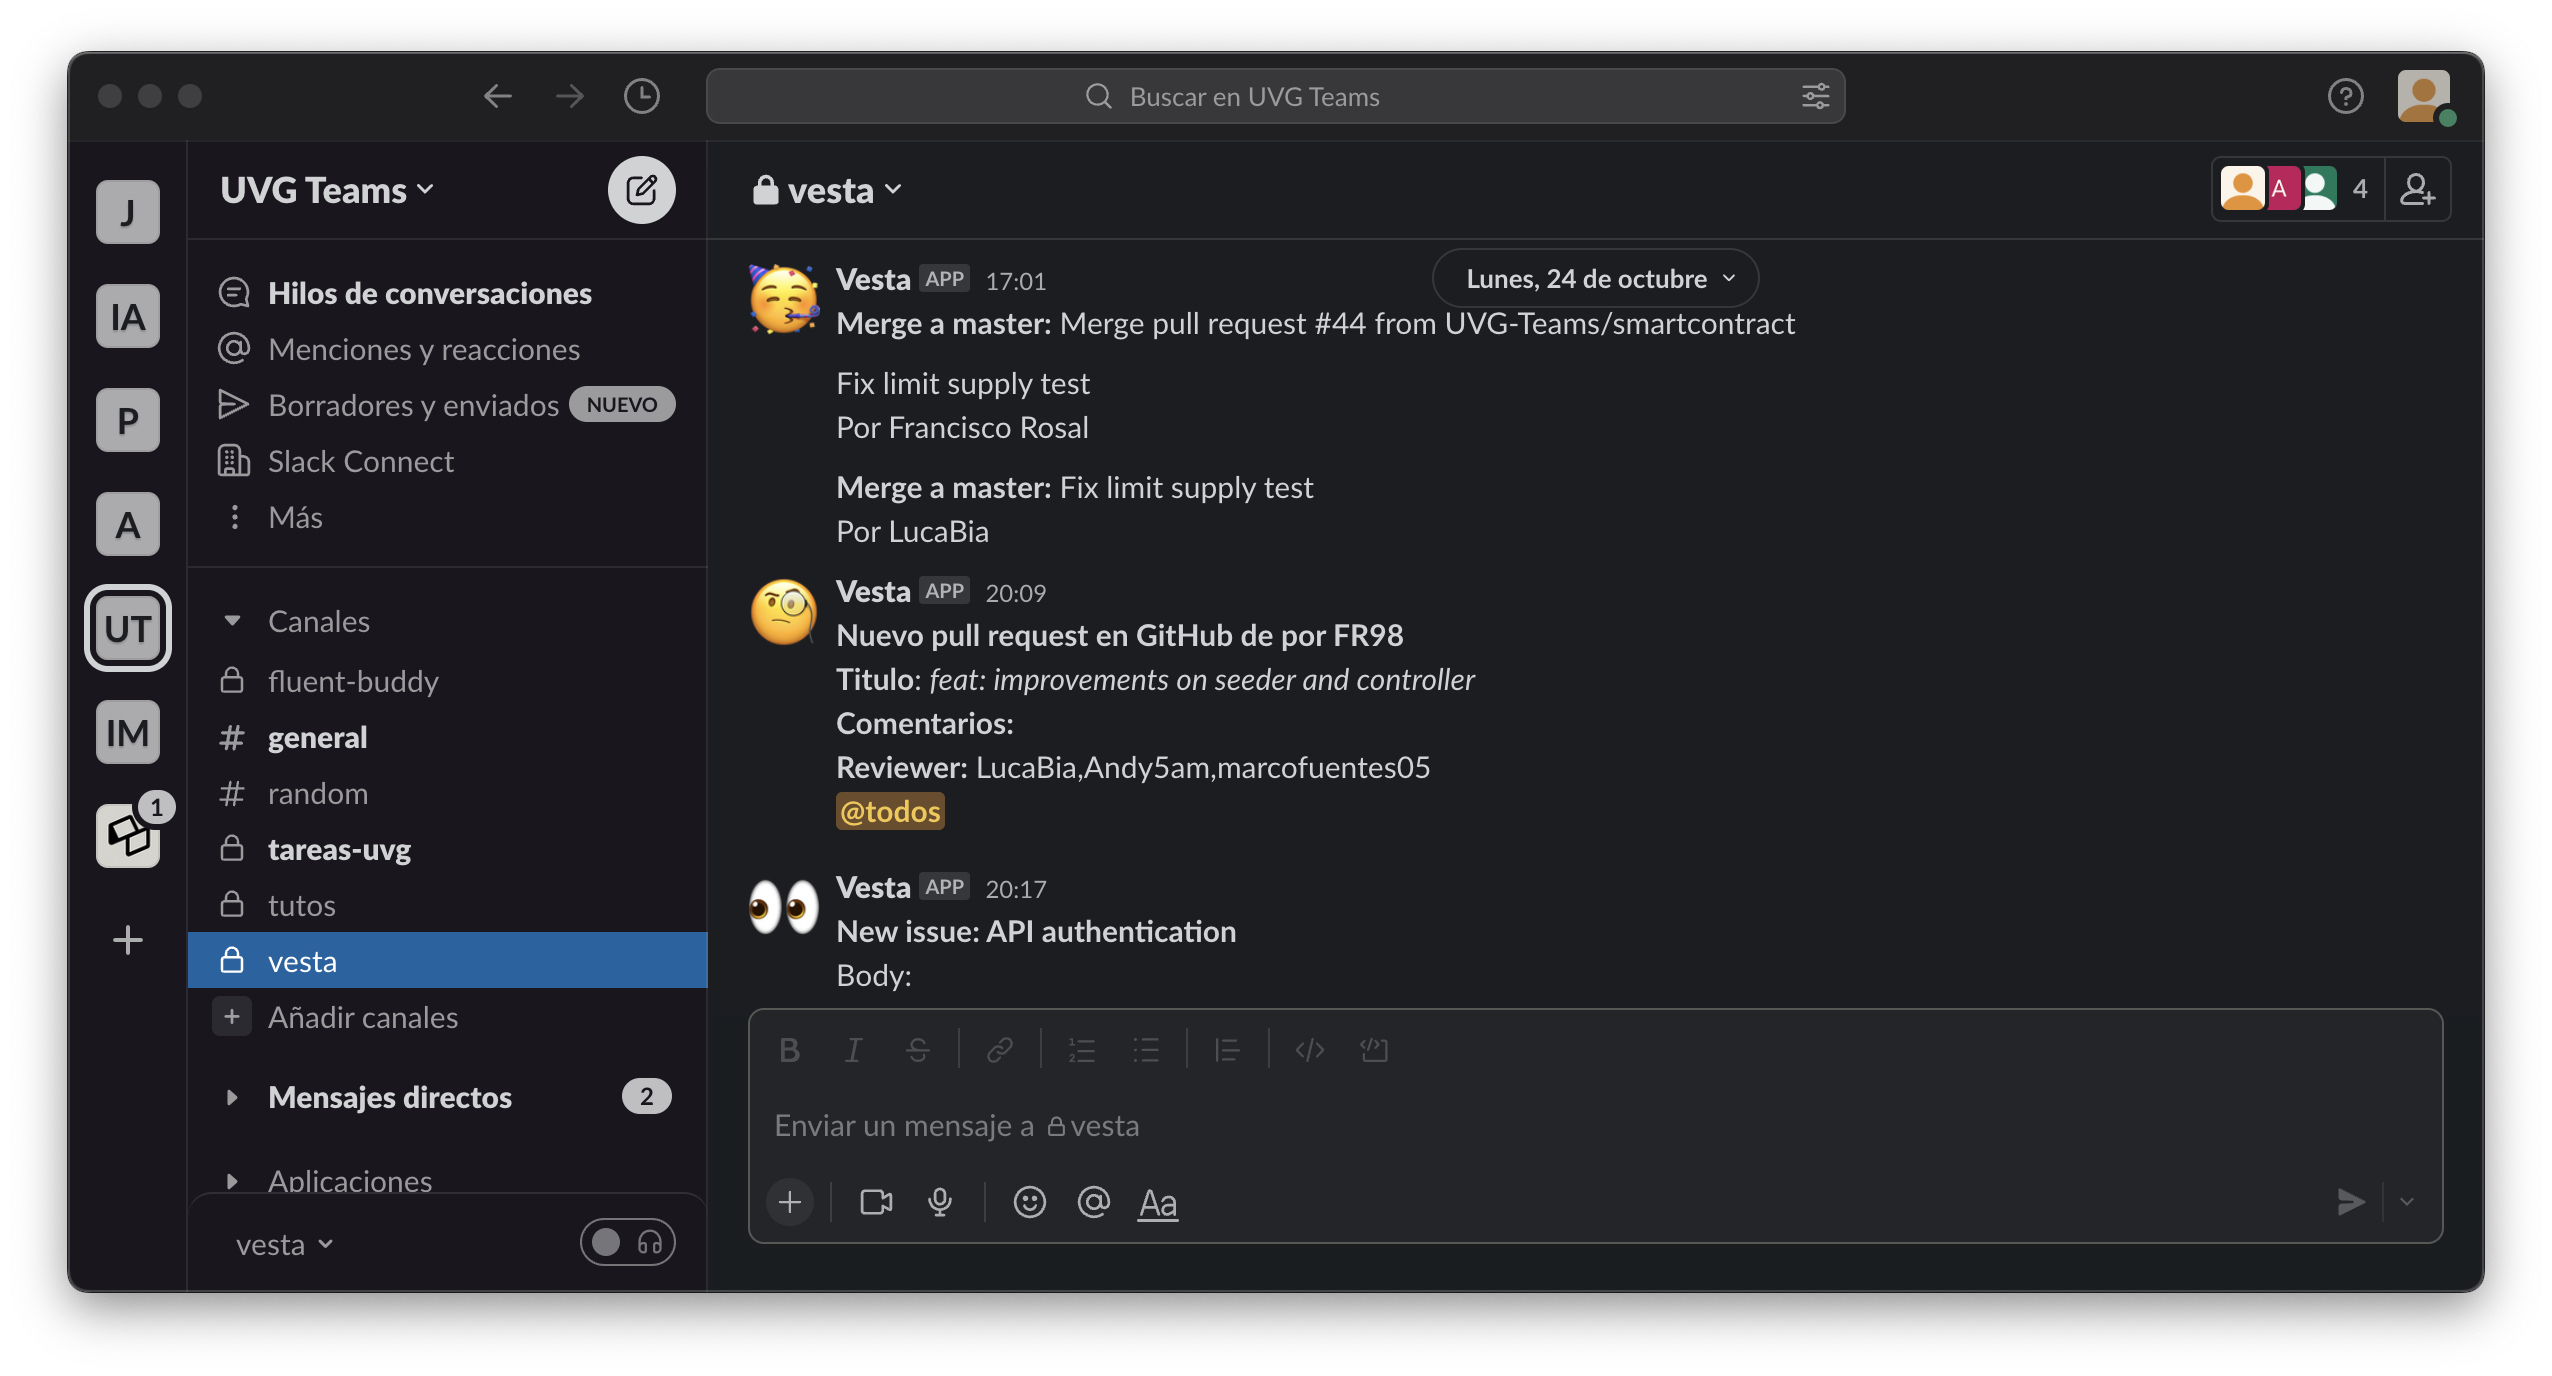 Buscar en UVG Teams
J
IA
P
A
UT
IM
1
UVG Teams
Hilos de conversaciones
Menciones y reacciones
Borradores y enviados NUEVO
Slack Connect
Más
Canales
fluent-buddy
# general
# random
tareas-uvg
tutos
vesta
+ Añadir canales
Mensajes directos 2
Aplicaciones
vesta
vesta
A 4
Lunes, 24 de octubre
Vesta APP 17:01
Merge a master: Merge pull request #44 from UVG-Teams/smartcontract
Fix limit supply test
Por Francisco Rosal
Merge a master: Fix limit supply test
Por LucaBia
Vesta APP 20:09
Nuevo pull request en GitHub de por FR98
Titulo: feat: improvements on seeder and controller
Comentarios:
Reviewer: LucaBia,Andy5am,marcofuentes05
@todos
Vesta APP 20:17
New issue: API authentication
Body:
B I S
Enviar un mensaje a vesta
Aa